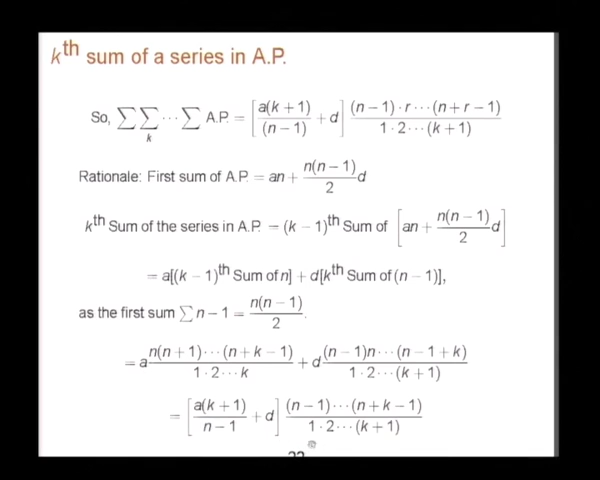 kth sum of a series in A.P.
So, ∑∑⋯∑ A.P. = [a(k + 1)/(n − 1) + d] (n − 1) · r ⋯ (n + r − 1)/1 · 2 ⋯ (k + 1)
k
Rationale: First sum of A.P. = an + n(n − 1)/2 d
kth Sum of the series in A.P. = (k − 1)th Sum of [an + n(n − 1)/2 d]
= a[(k − 1)th Sum of n] + d[kth Sum of (n − 1)],
as the first sum ∑ n − 1 = n(n − 1)/2.
= a n(n + 1) ⋯ (n + k − 1)/1 · 2 ⋯ k + d (n − 1)n ⋯ (n − 1 + k)/1 · 2 ⋯ (k + 1)
= [a(k + 1)/n − 1 + d] (n − 1) ⋯ (n + k − 1)/1 · 2 ⋯ (k + 1)